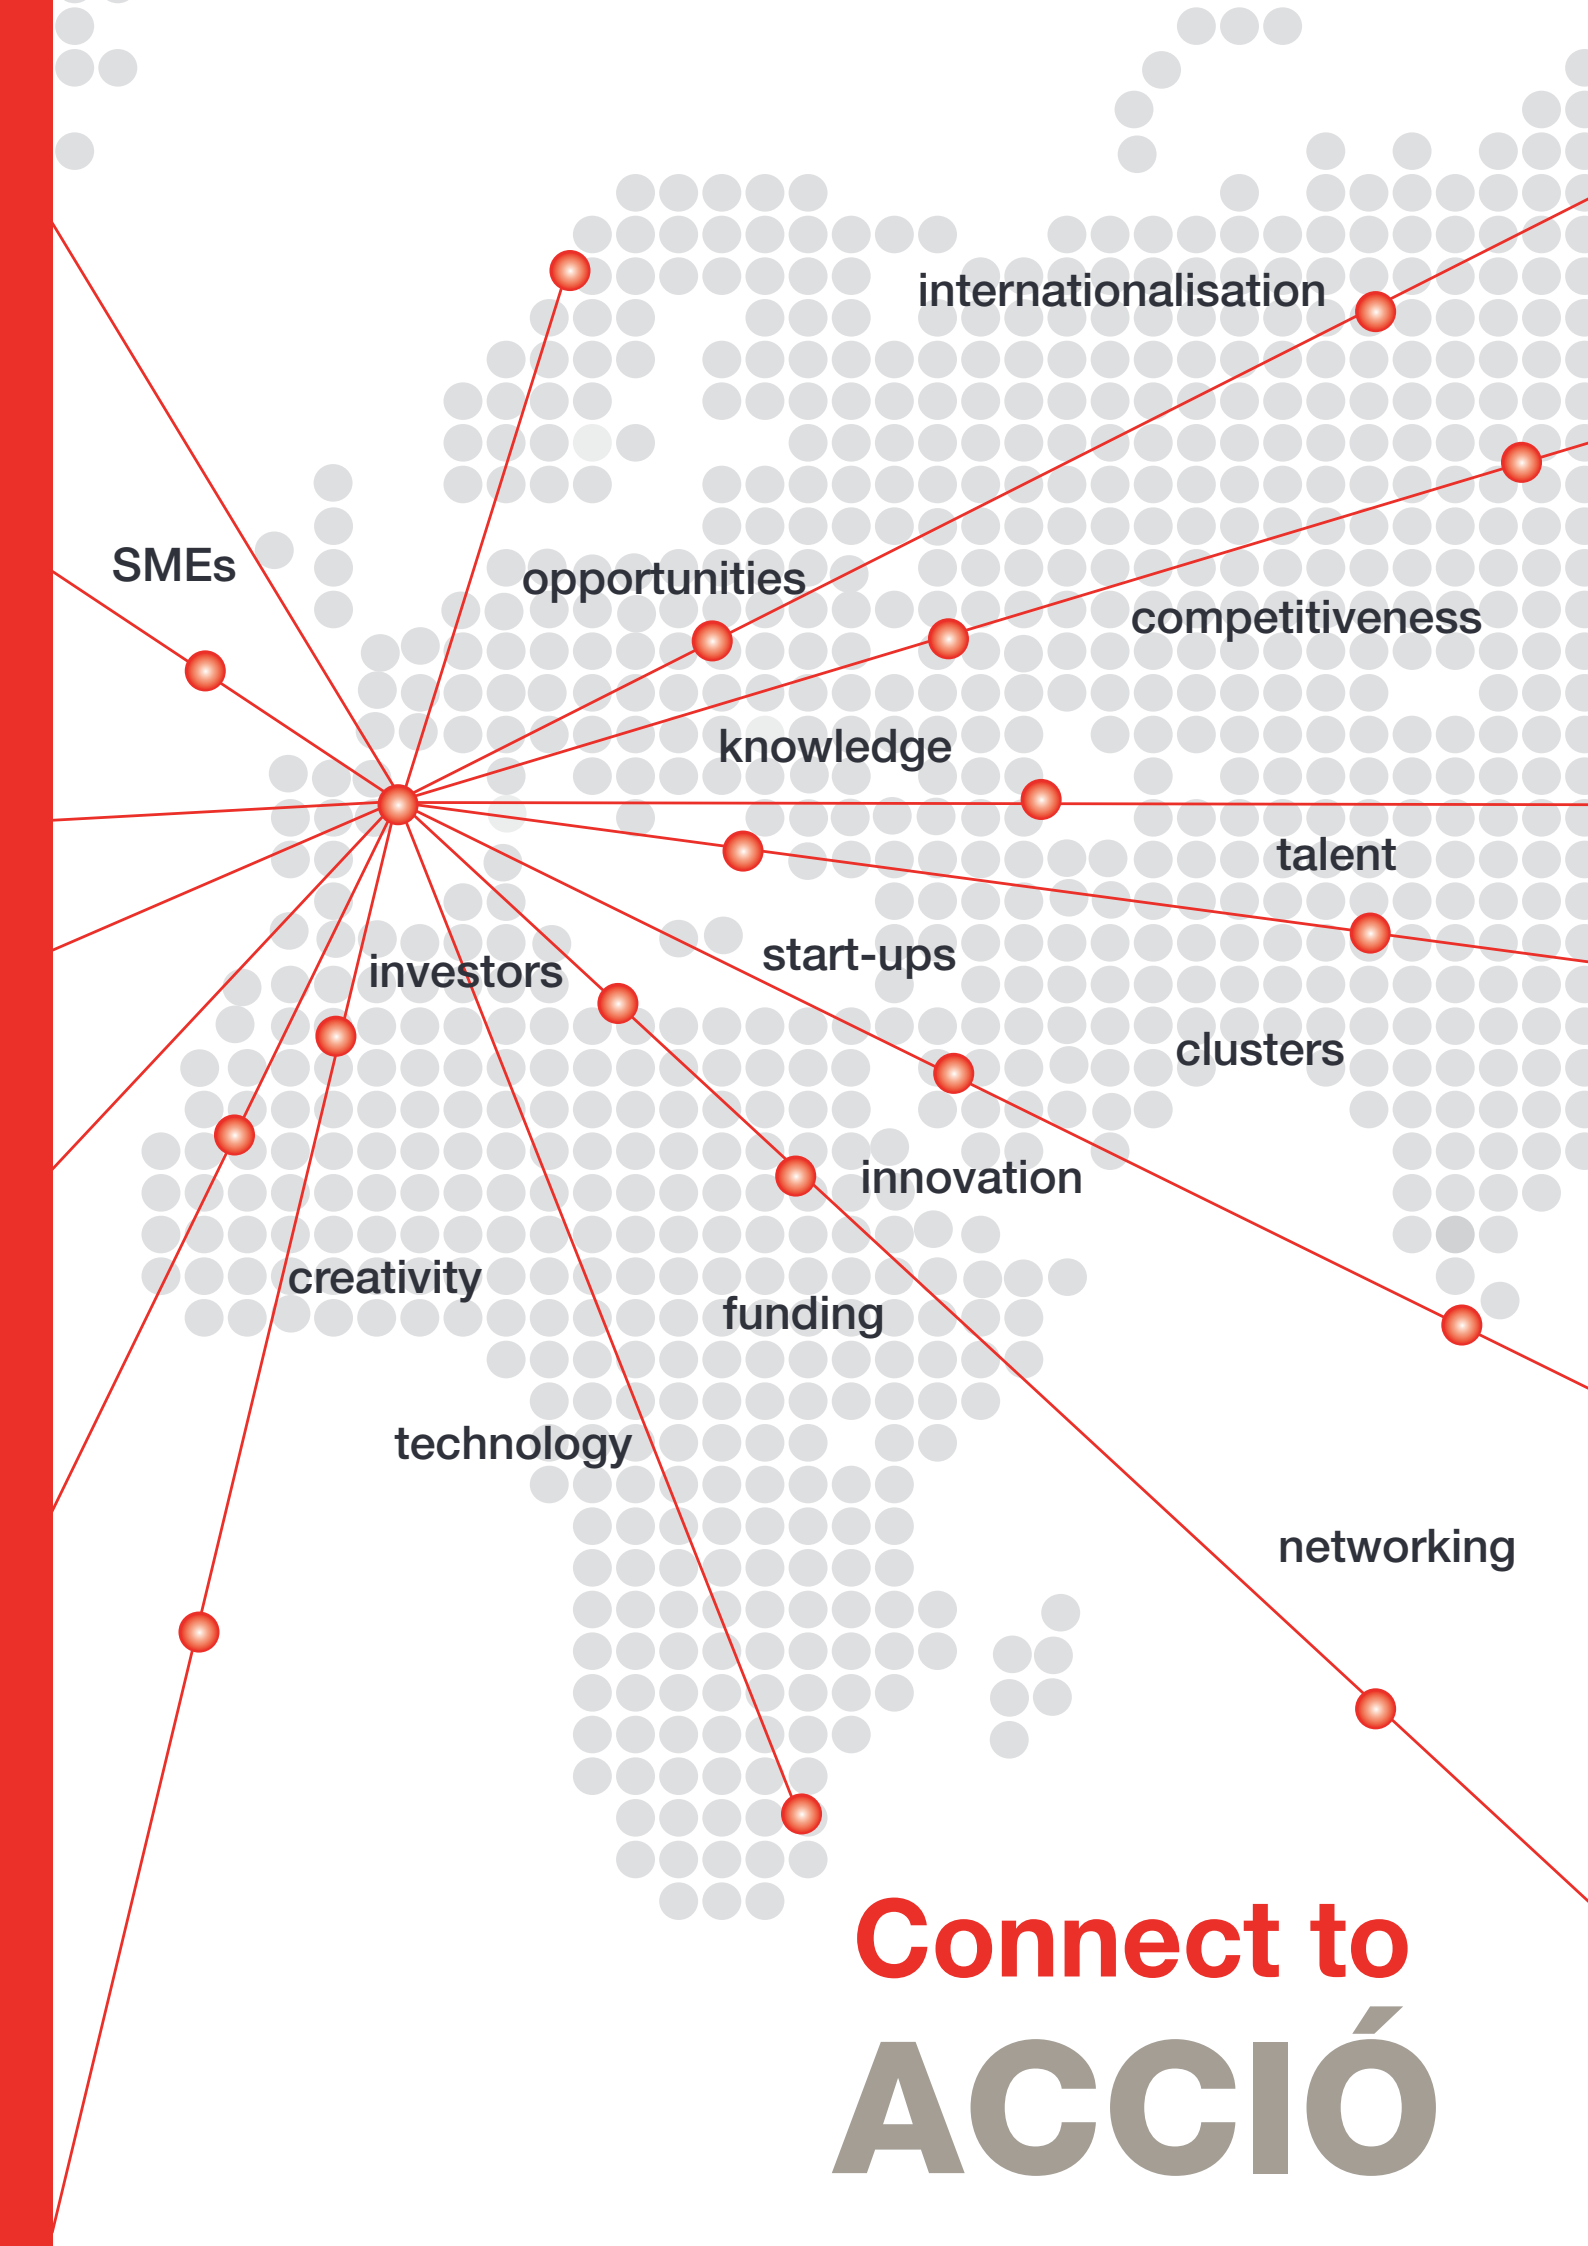 internationalisation
SMEs
opportunities
competitiveness
knowledge
talent
start-ups
investors
clusters
innovation
creativity
funding
technology
networking
Connect to
ACCIÓ